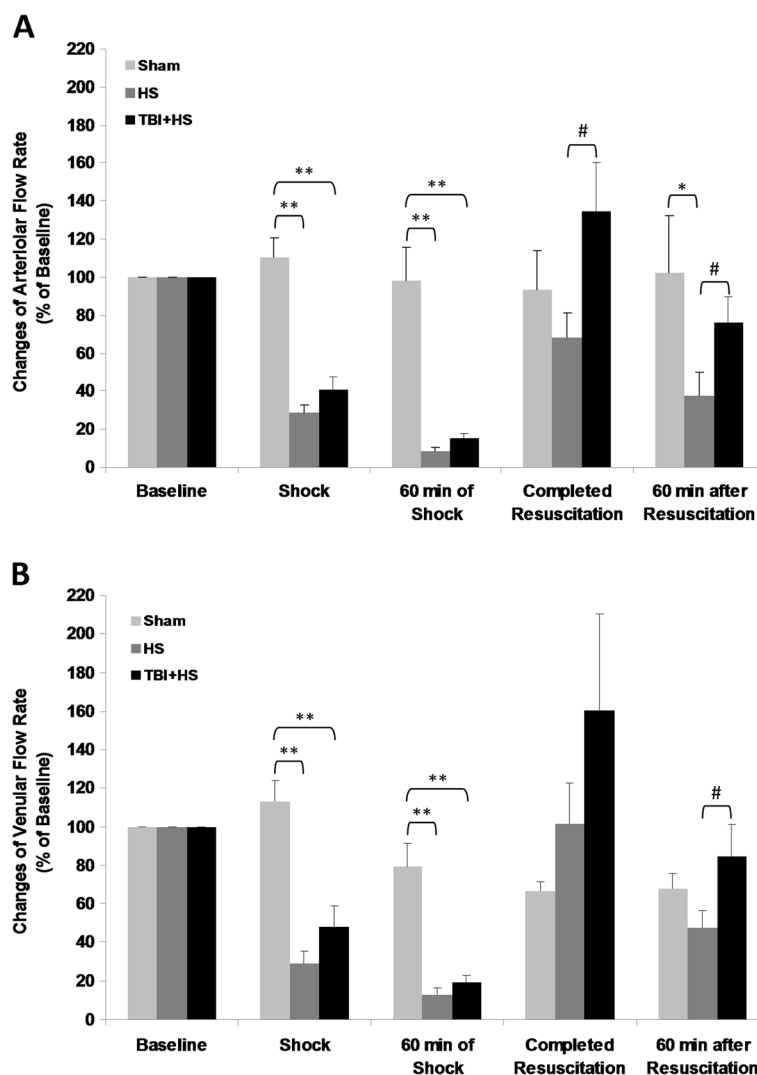 A
Changes of Arteriolar Flow Rate
(% of Baseline)
220
200
180
160
140
120
100
80
60
40
20
0
Sham
HS
TBI+HS
**
**
**
**
#
*
#
Baseline
Shock
60 min of
Shock
Completed
Resuscitation
60 min after
Resuscitation
B
Changes of Venular Flow Rate
(% of Baseline)
220
200
180
160
140
120
100
80
60
40
20
0
Sham
HS
TBI+HS
**
**
**
**
#
Baseline
Shock
60 min of
Shock
Completed
Resuscitation
60 min after
Resuscitation